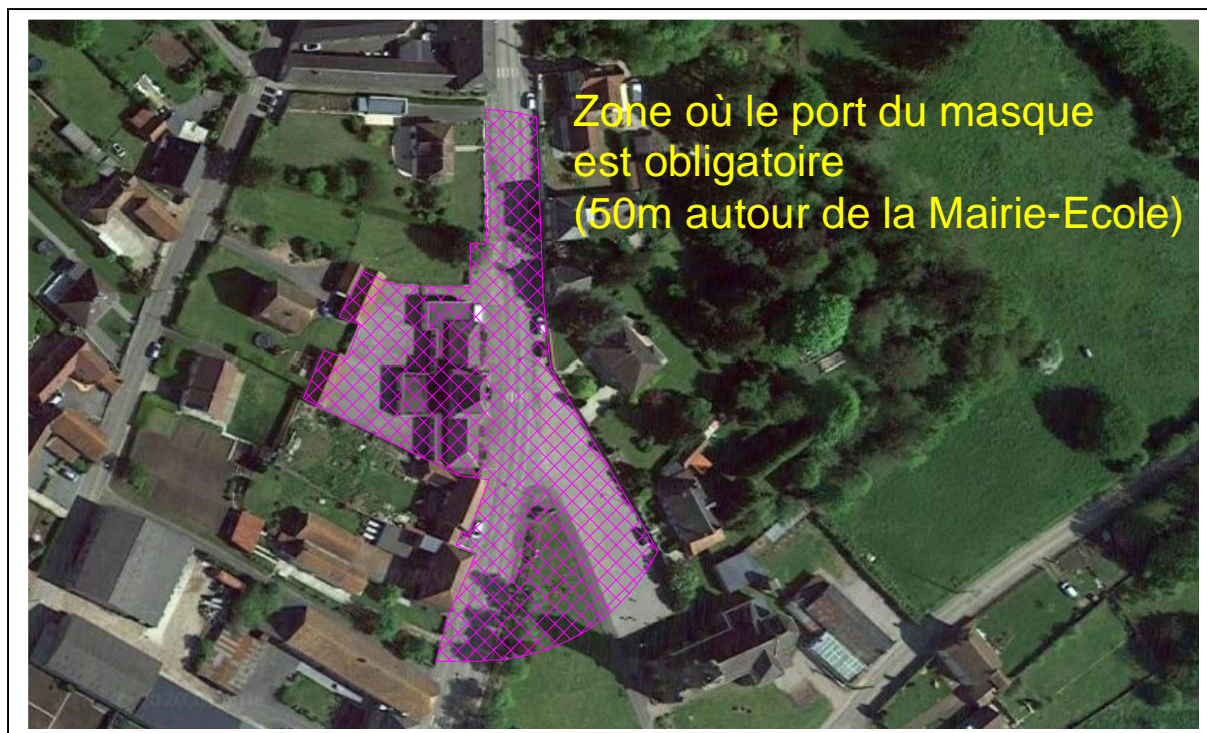 Zone où le port du masque
est obligatoire
(50m autour de la Mairie-Ecole)